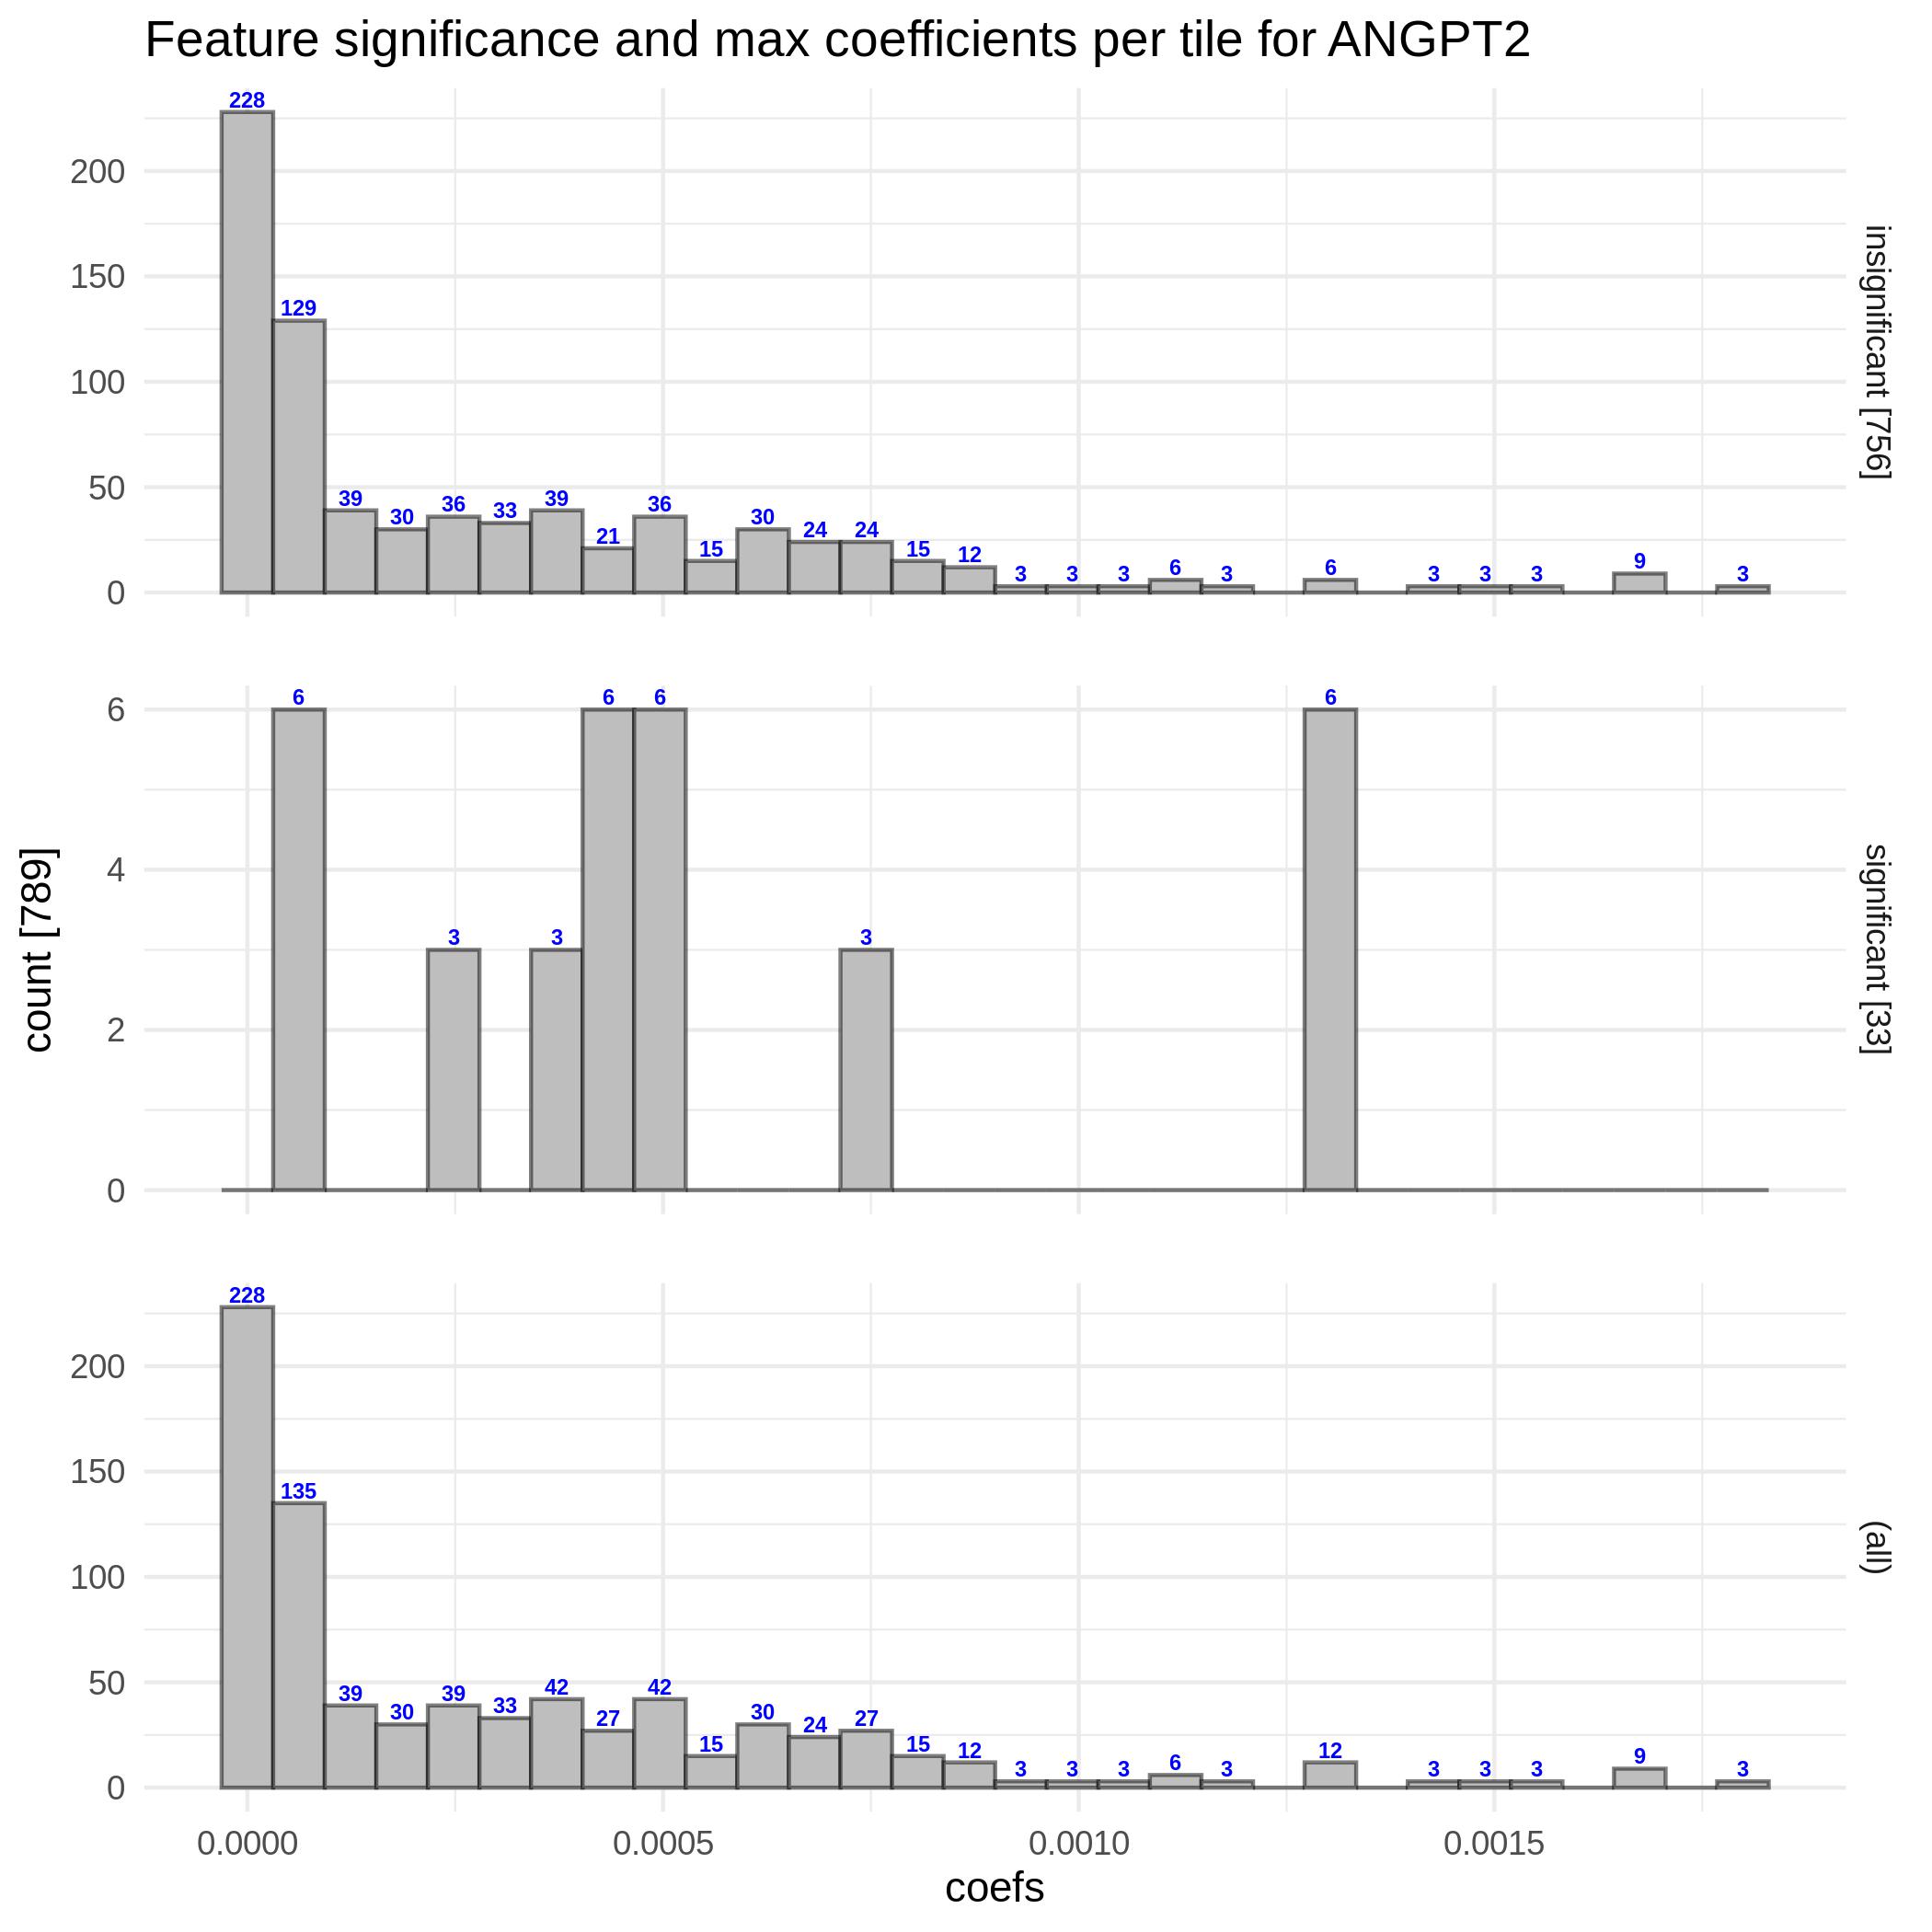 Feature significance and max coefficients per tile for ANGPT2
228
200
129
150
100
50
39 30 36 33 39 21 36 15 30 24 24 15 12 3 3 3 6 3 6 3 3 3 9 3
0
insignificant [756]
6 6 6 6
6
4
3 3 3
2
0
count [789]
significant [33]
228
200
150
135
100
50
39 30 39 33 42 27 42 15 30 24 27 15 12 3 3 3 6 3 12 3 3 3 9 3
0
(all)
0.0000 0.0005 0.0010 0.0015
coefs